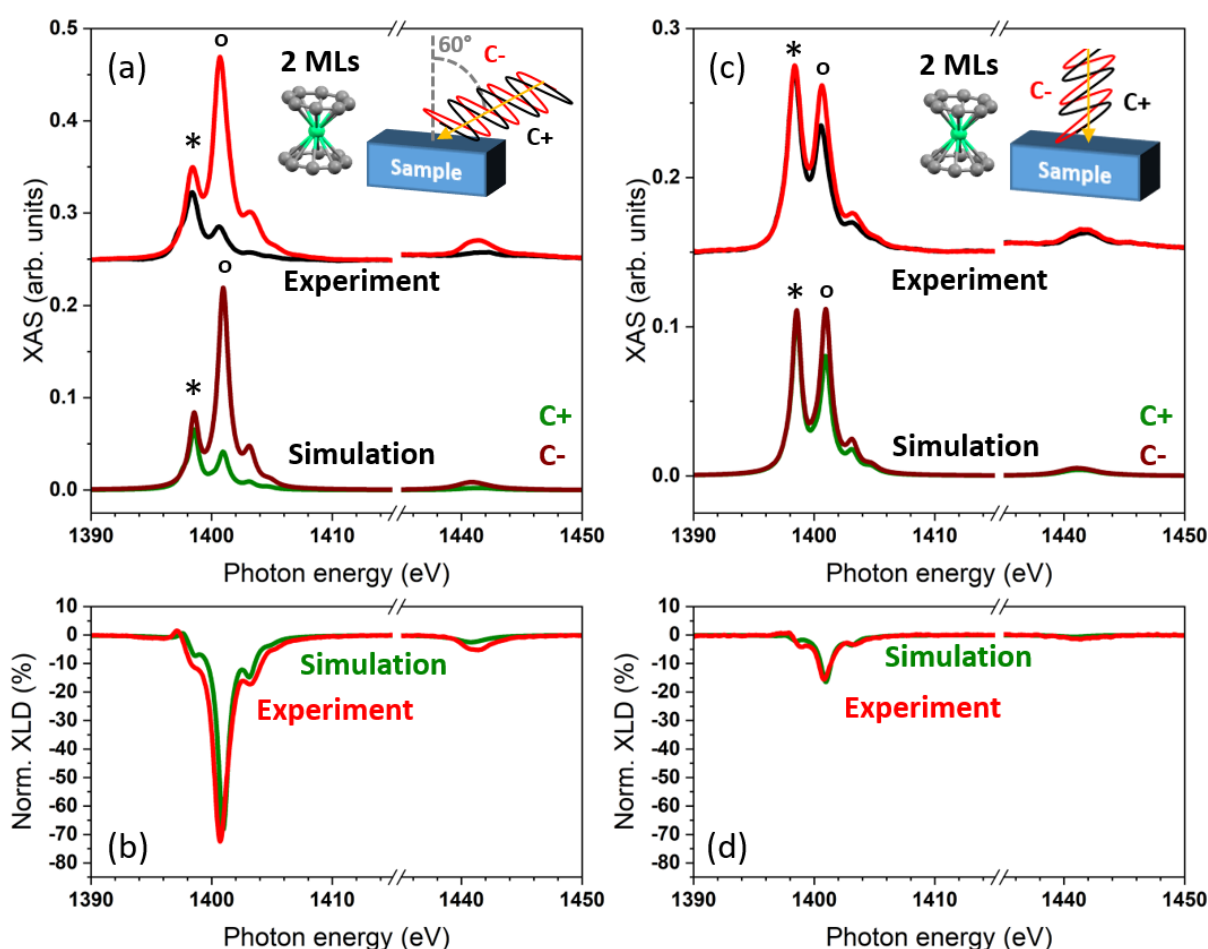 (a)
2 MLs
60°
C-
C+
Sample
o
*
Experiment
o
*
Simulation
C+
C-
XAS (arb. units)
0.5
0.4
0.3
0.2
0.1
0.0
1390 1400 1410 1440 1450
Photon energy (eV)
(c)
2 MLs
C-
C+
Sample
*
o
Experiment
*
o
Simulation
C+
C-
XAS (arb. units)
0.3
0.2
0.1
0.0
1390 1400 1410 1440 1450
Photon energy (eV)
Norm. XLD (%)
10
0
-10
-20
-30
-40
-50
-60
-70
-80
Simulation
Experiment
(b)
1390 1400 1410 1440 1450
Photon energy (eV)
Norm. XLD (%)
10
0
-10
-20
-30
-40
-50
-60
-70
-80
Simulation
Experiment
(d)
1390 1400 1410 1440 1450
Photon energy (eV)